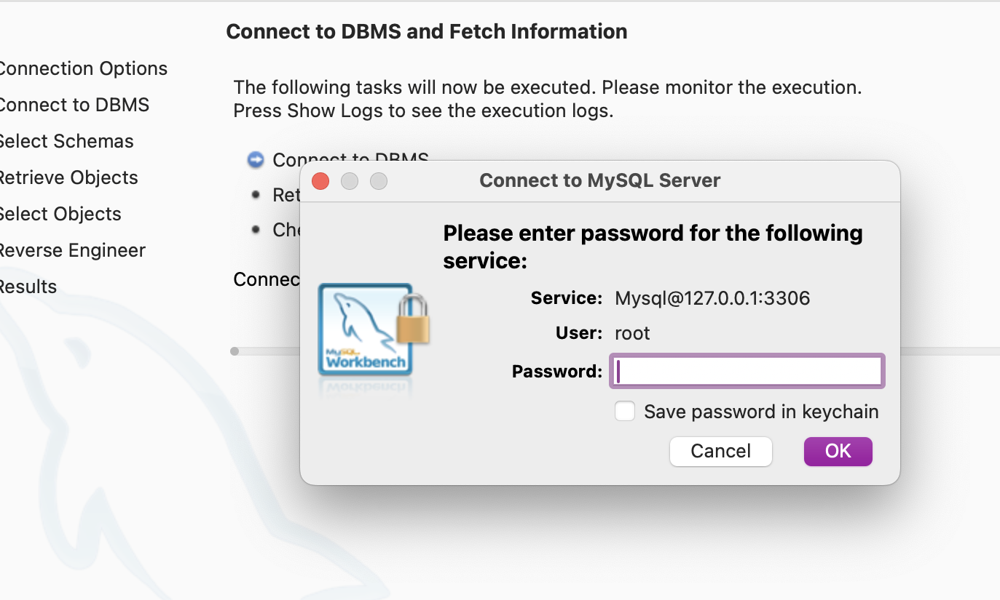 Connect to DBMS and Fetch Information
Connection Options
Connect to DBMS
Select Schemas
Retrieve Objects
Select Objects
Reverse Engineer
Results
The following tasks will now be executed. Please monitor the execution.
Press Show Logs to see the execution logs.
Connect to DBMS
Ret
Che
Connec
Connect to MySQL Server
Please enter password for the following
service:
Service: Mysql@127.0.0.1:3306
User: root
Password:
Save password in keychain
Cancel OK
MySQL
Workbench